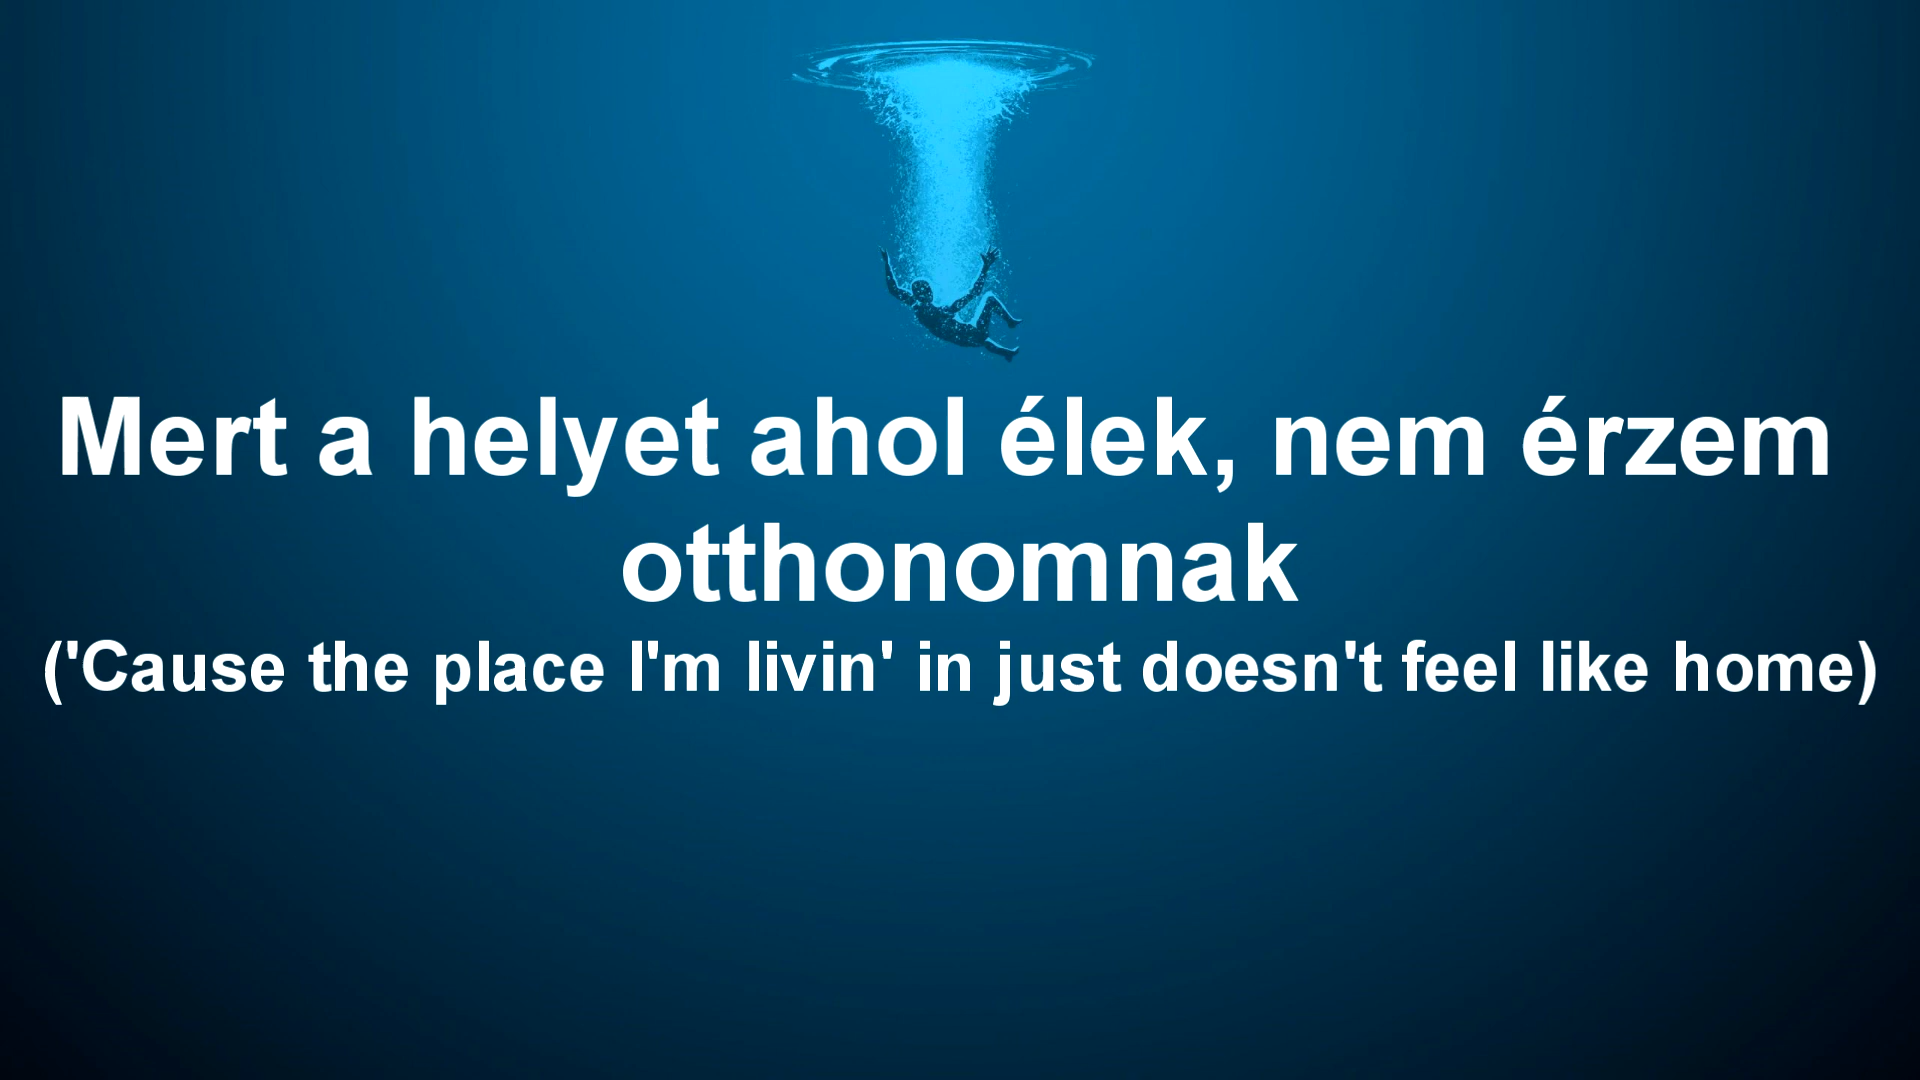 Mert a helyet ahol élek, nem érzem
otthonomnak
('Cause the place I'm livin' in just doesn't feel like home)